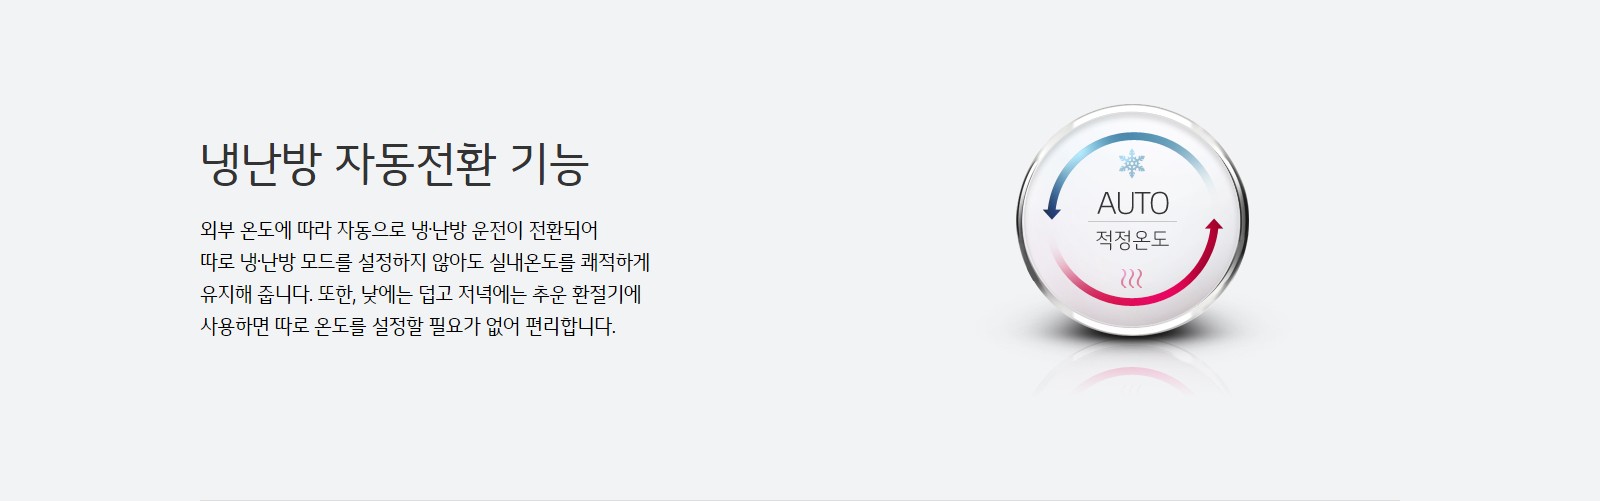 냉난방 자동전환 기능
외부 온도에 따라 자동으로 냉·난방 운전이 전환되어
따로 냉·난방 모드를 설정하지 않아도 실내온도를 쾌적하게
유지해 줍니다. 또한, 낮에는 덥고 저녁에는 추운 환절기에
사용하면 따로 온도를 설정할 필요가 없어 편리합니다.
AUTO
적정온도